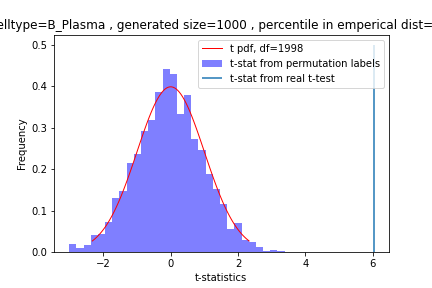 elltype=B_Plasma , generated size=1000 , percentile in emperical dist=
0.5
0.4
0.3
0.2
0.1
0.0
Frequency
t pdf, df=1998
t-stat from permutation labels
t-stat from real t-test
−2
0
2
4
6
t-statistics